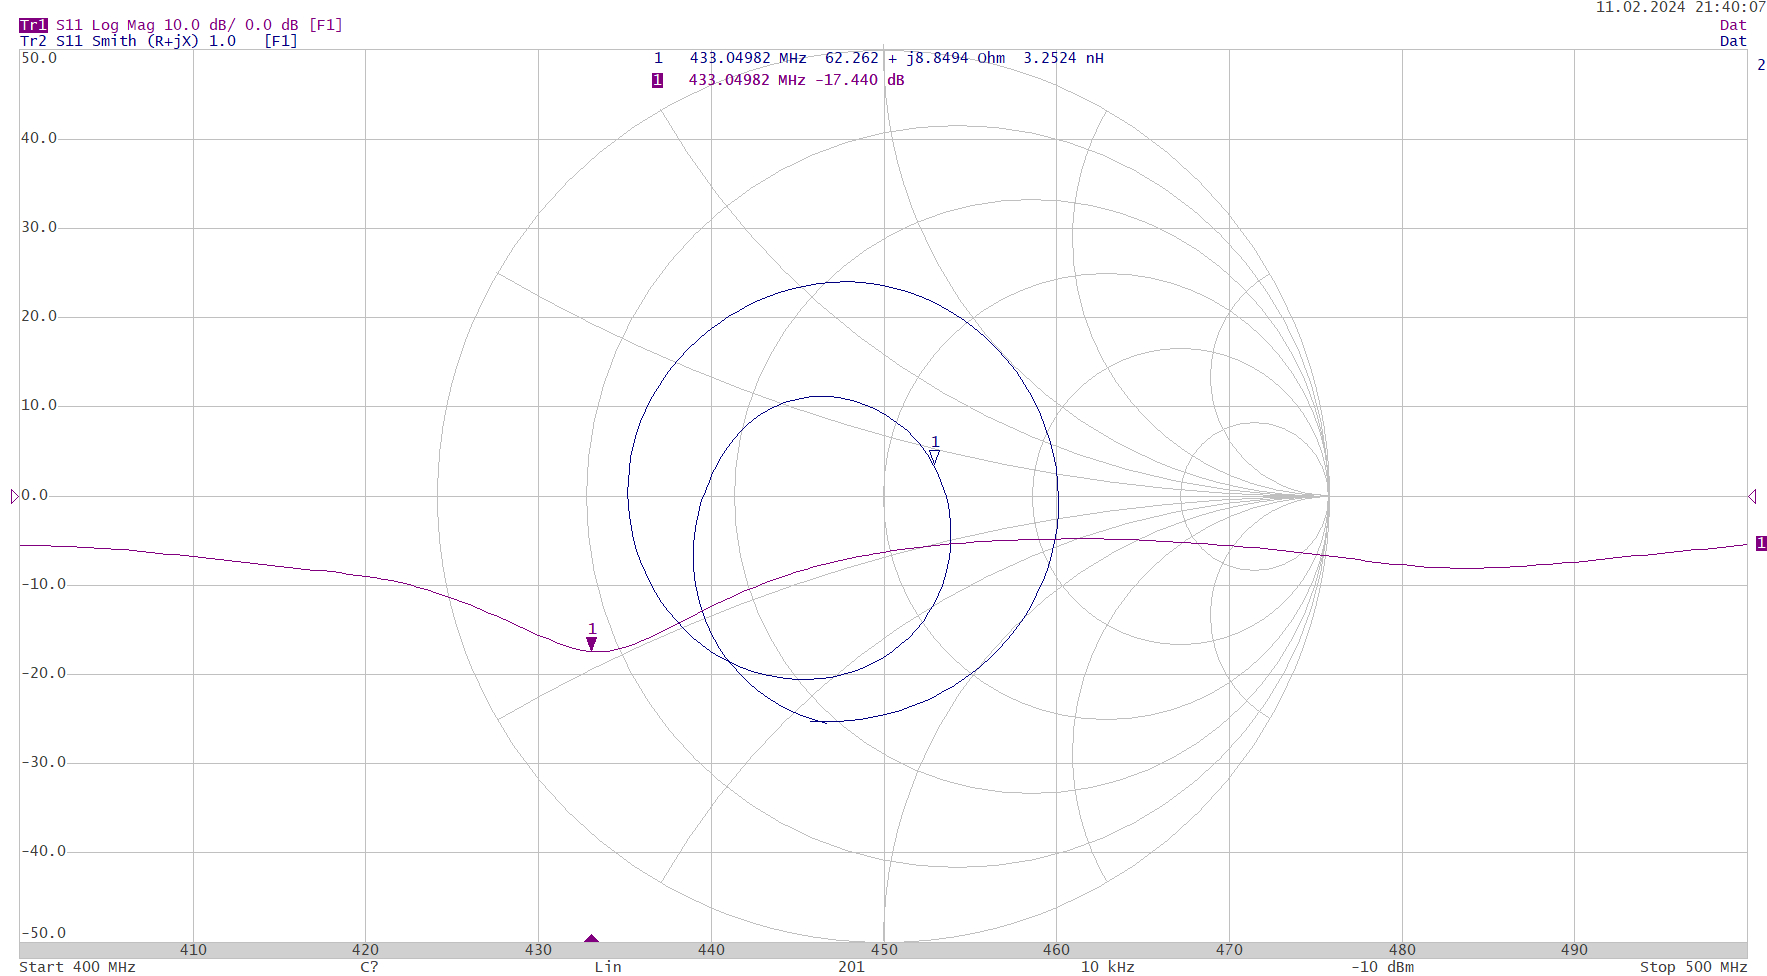 11.02.2024 21:40:07
Tr1 S11 Log Mag 10.0 dB/ 0.0 dB [F1] Dat
Tr2 S11 Smith (R+jX) 1.0 [F1] Dat
50.0 1 433.04982 MHz 62.262 + j8.8494 Ohm 3.2524 nH 2
1 433.04982 MHz -17.440 dB
40.0
30.0
20.0
10.0
1
0.0
1
-10.0
1
-20.0
-30.0
-40.0
-50.0
410 420 430 440 450 460 470 480 490
Start 400 MHz C? Lin 201 10 kHz -10 dBm Stop 500 MHz